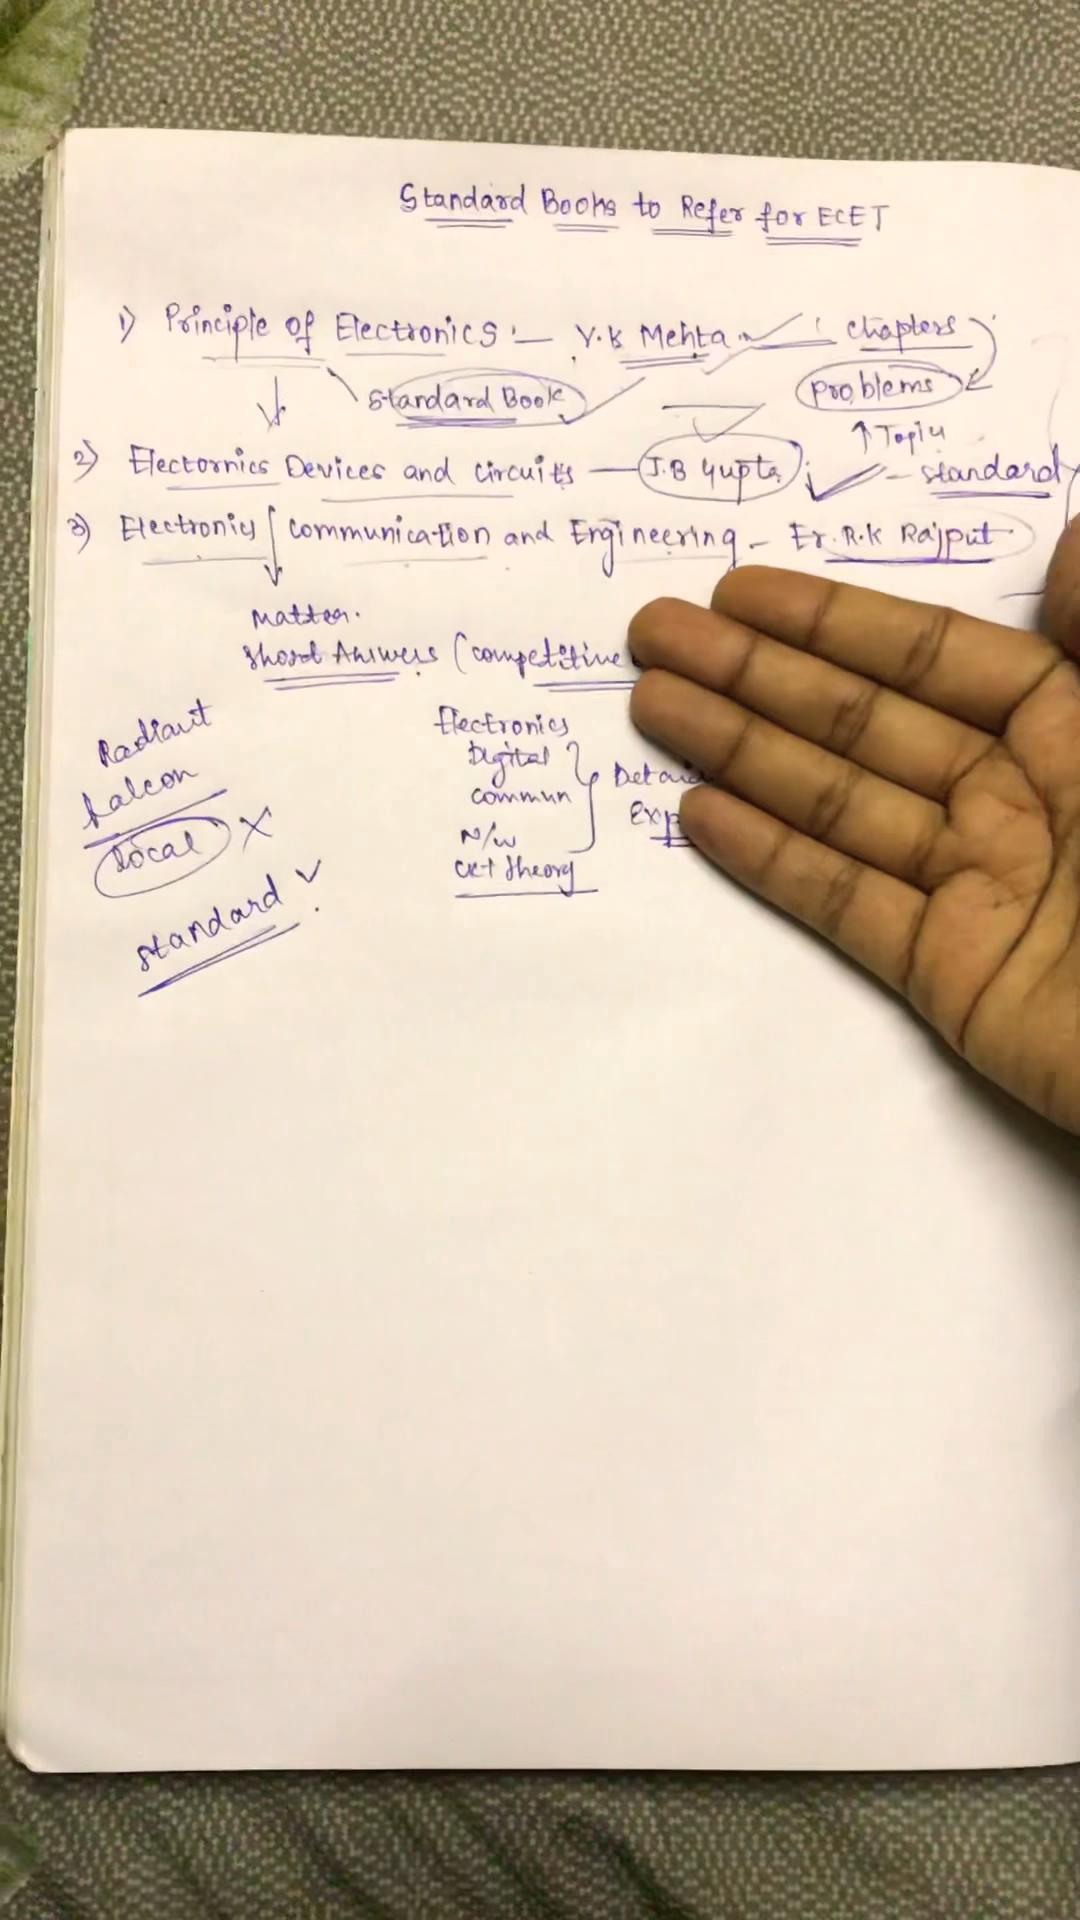 Standard Books to Refer for ECET
1) Principle of Electronics :- V.K Mehta chapters
Standard Book problems
↑ Topic
2) Electornics Devices and circuits — J.B Gupta - standard
3) Electronics communication and Engineering - Er. R.K Rajput
Matter.
Short Answers (competitive
Radiant
falcon
local X
standard ✓
Electronics
Digital
commun
N/W
ckt theory